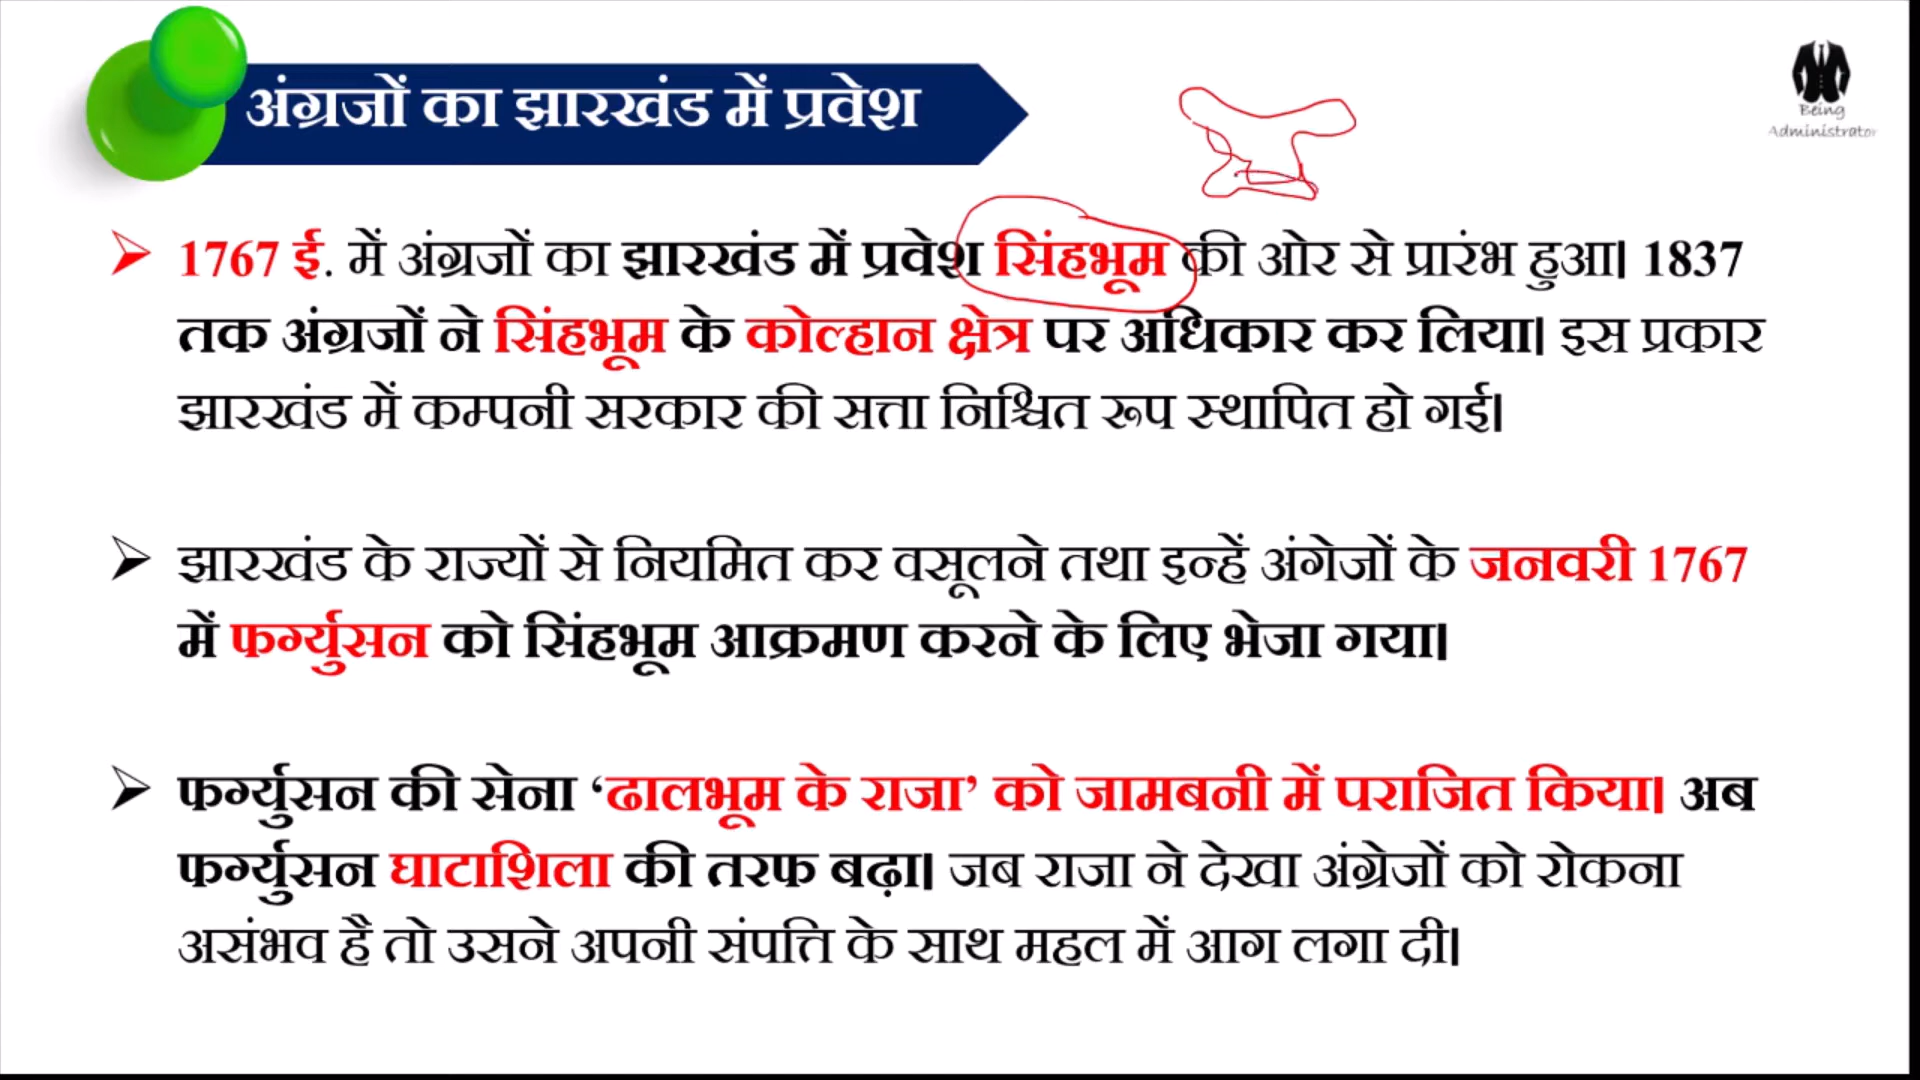 अंग्रजों का झारखंड में प्रवेश
Being
Administrator
1767 ई. में अंग्रजों का झारखंड में प्रवेश सिंहभूम की ओर से प्रारंभ हुआ। 1837
तक अंग्रजों ने सिंहभूम के कोल्हान क्षेत्र पर अधिकार कर लिया। इस प्रकार
झारखंड में कम्पनी सरकार की सत्ता निश्चित रूप स्थापित हो गई।
झारखंड के राज्यों से नियमित कर वसूलने तथा इन्हें अंगेजों के जनवरी 1767
में फर्ग्युसन को सिंहभूम आक्रमण करने के लिए भेजा गया।
फर्ग्युसन की सेना ‘ढालभूम के राजा’ को जामबनी में पराजित किया। अब
फर्ग्युसन घाटाशिला की तरफ बढ़ा। जब राजा ने देखा अंग्रेजों को रोकना
असंभव है तो उसने अपनी संपत्ति के साथ महल में आग लगा दी।